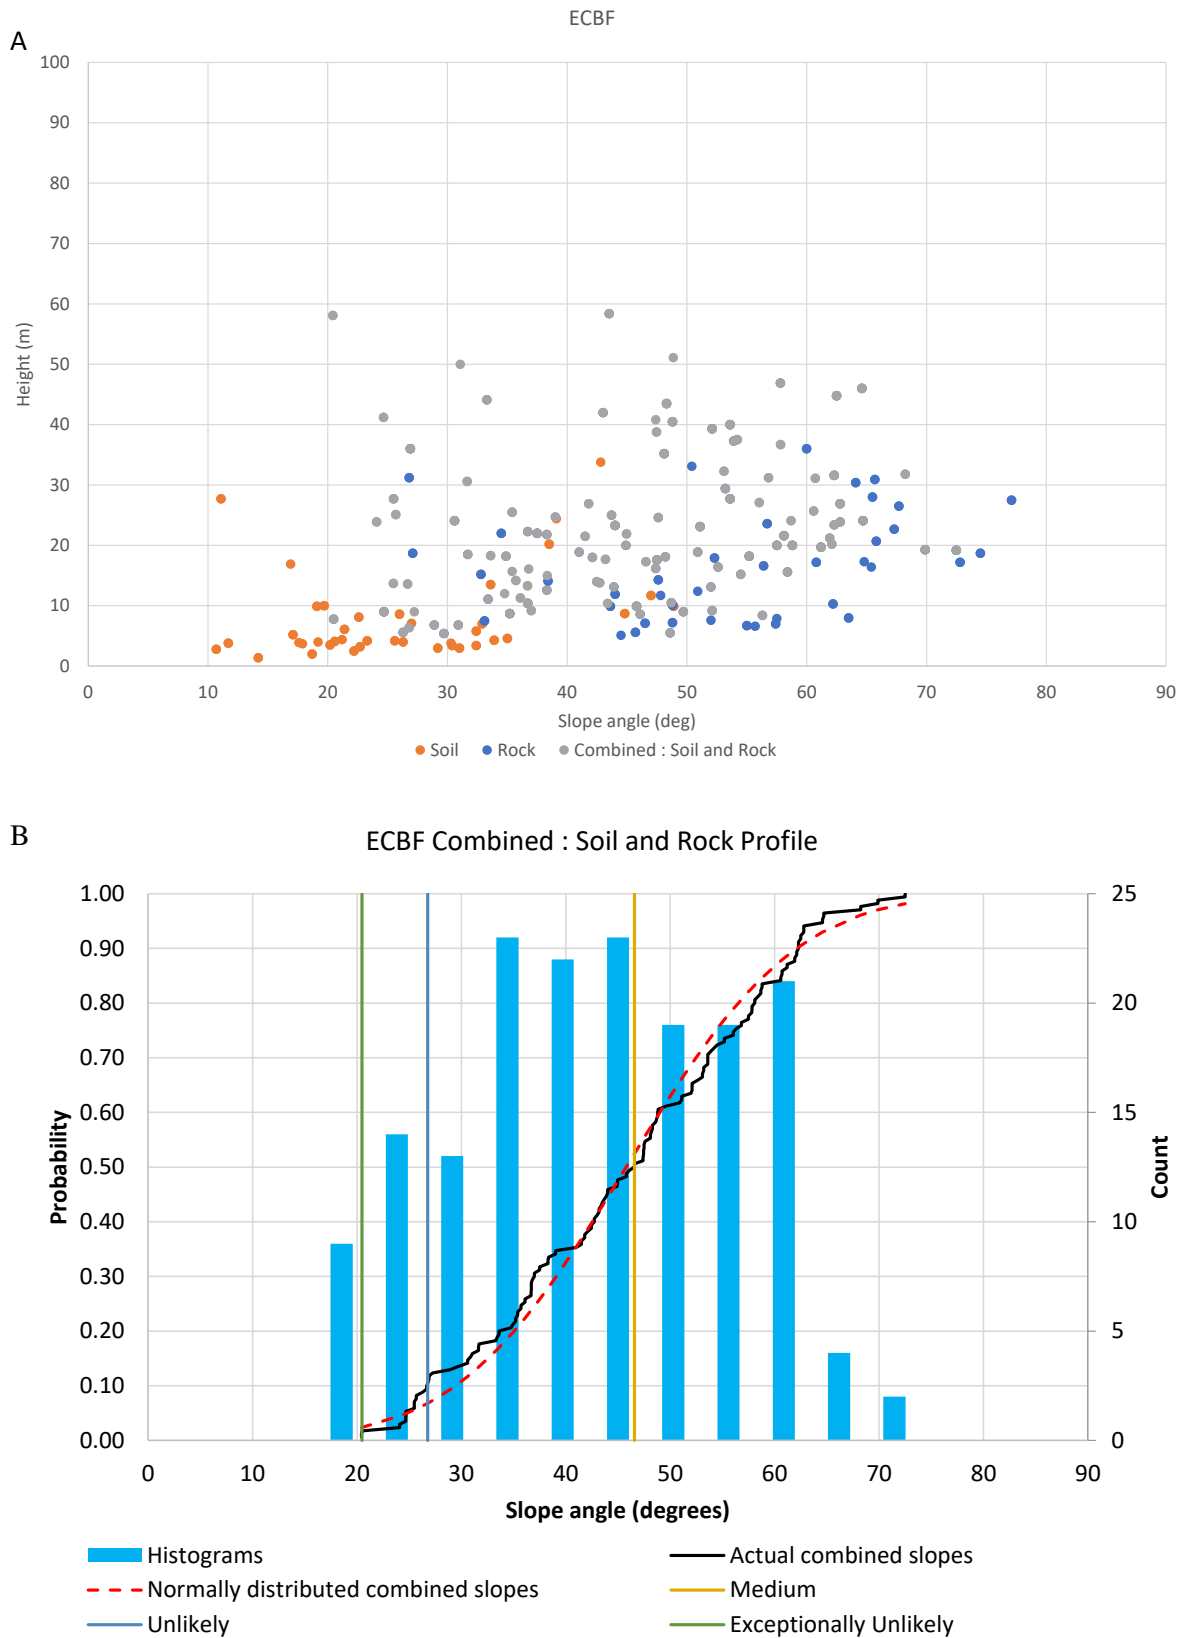 ECBF
A
100
90
80
70
60
50
40
30
20
10
0
Height (m)
0 10 20 30 40 50 60 70 80 90
Slope angle (deg)
Soil Rock Combined : Soil and Rock
B
ECBF Combined : Soil and Rock Profile
1.00 25
0.90
0.80 20
0.70
0.60 15
0.50
0.40 10
0.30
0.20 5
0.10
0.00 0
Probability
Count
0 10 20 30 40 50 60 70 80 90
Slope angle (degrees)
Histograms Actual combined slopes
Normally distributed combined slopes Medium
Unlikely Exceptionally Unlikely